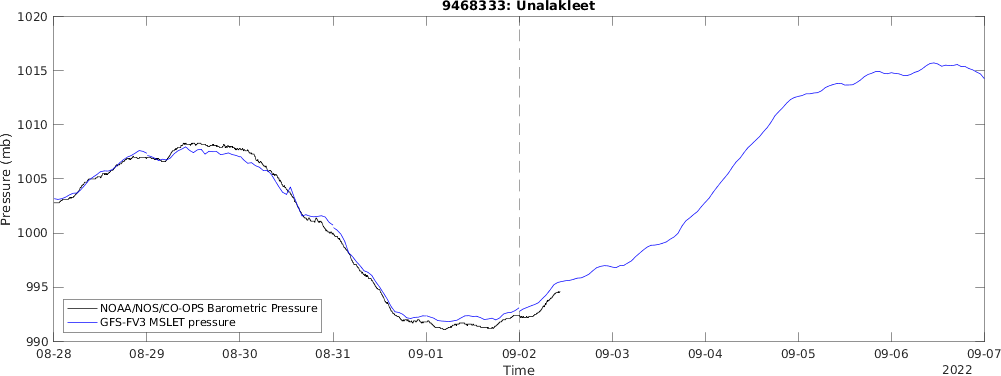 9468333: Unalakleet
Pressure (mb)
1020
1015
1010
1005
1000
995
990
NOAA/NOS/CO-OPS Barometric Pressure
GFS-FV3 MSLET pressure
08-28 08-29 08-30 08-31 09-01 09-02 09-03 09-04 09-05 09-06 09-07
Time
2022